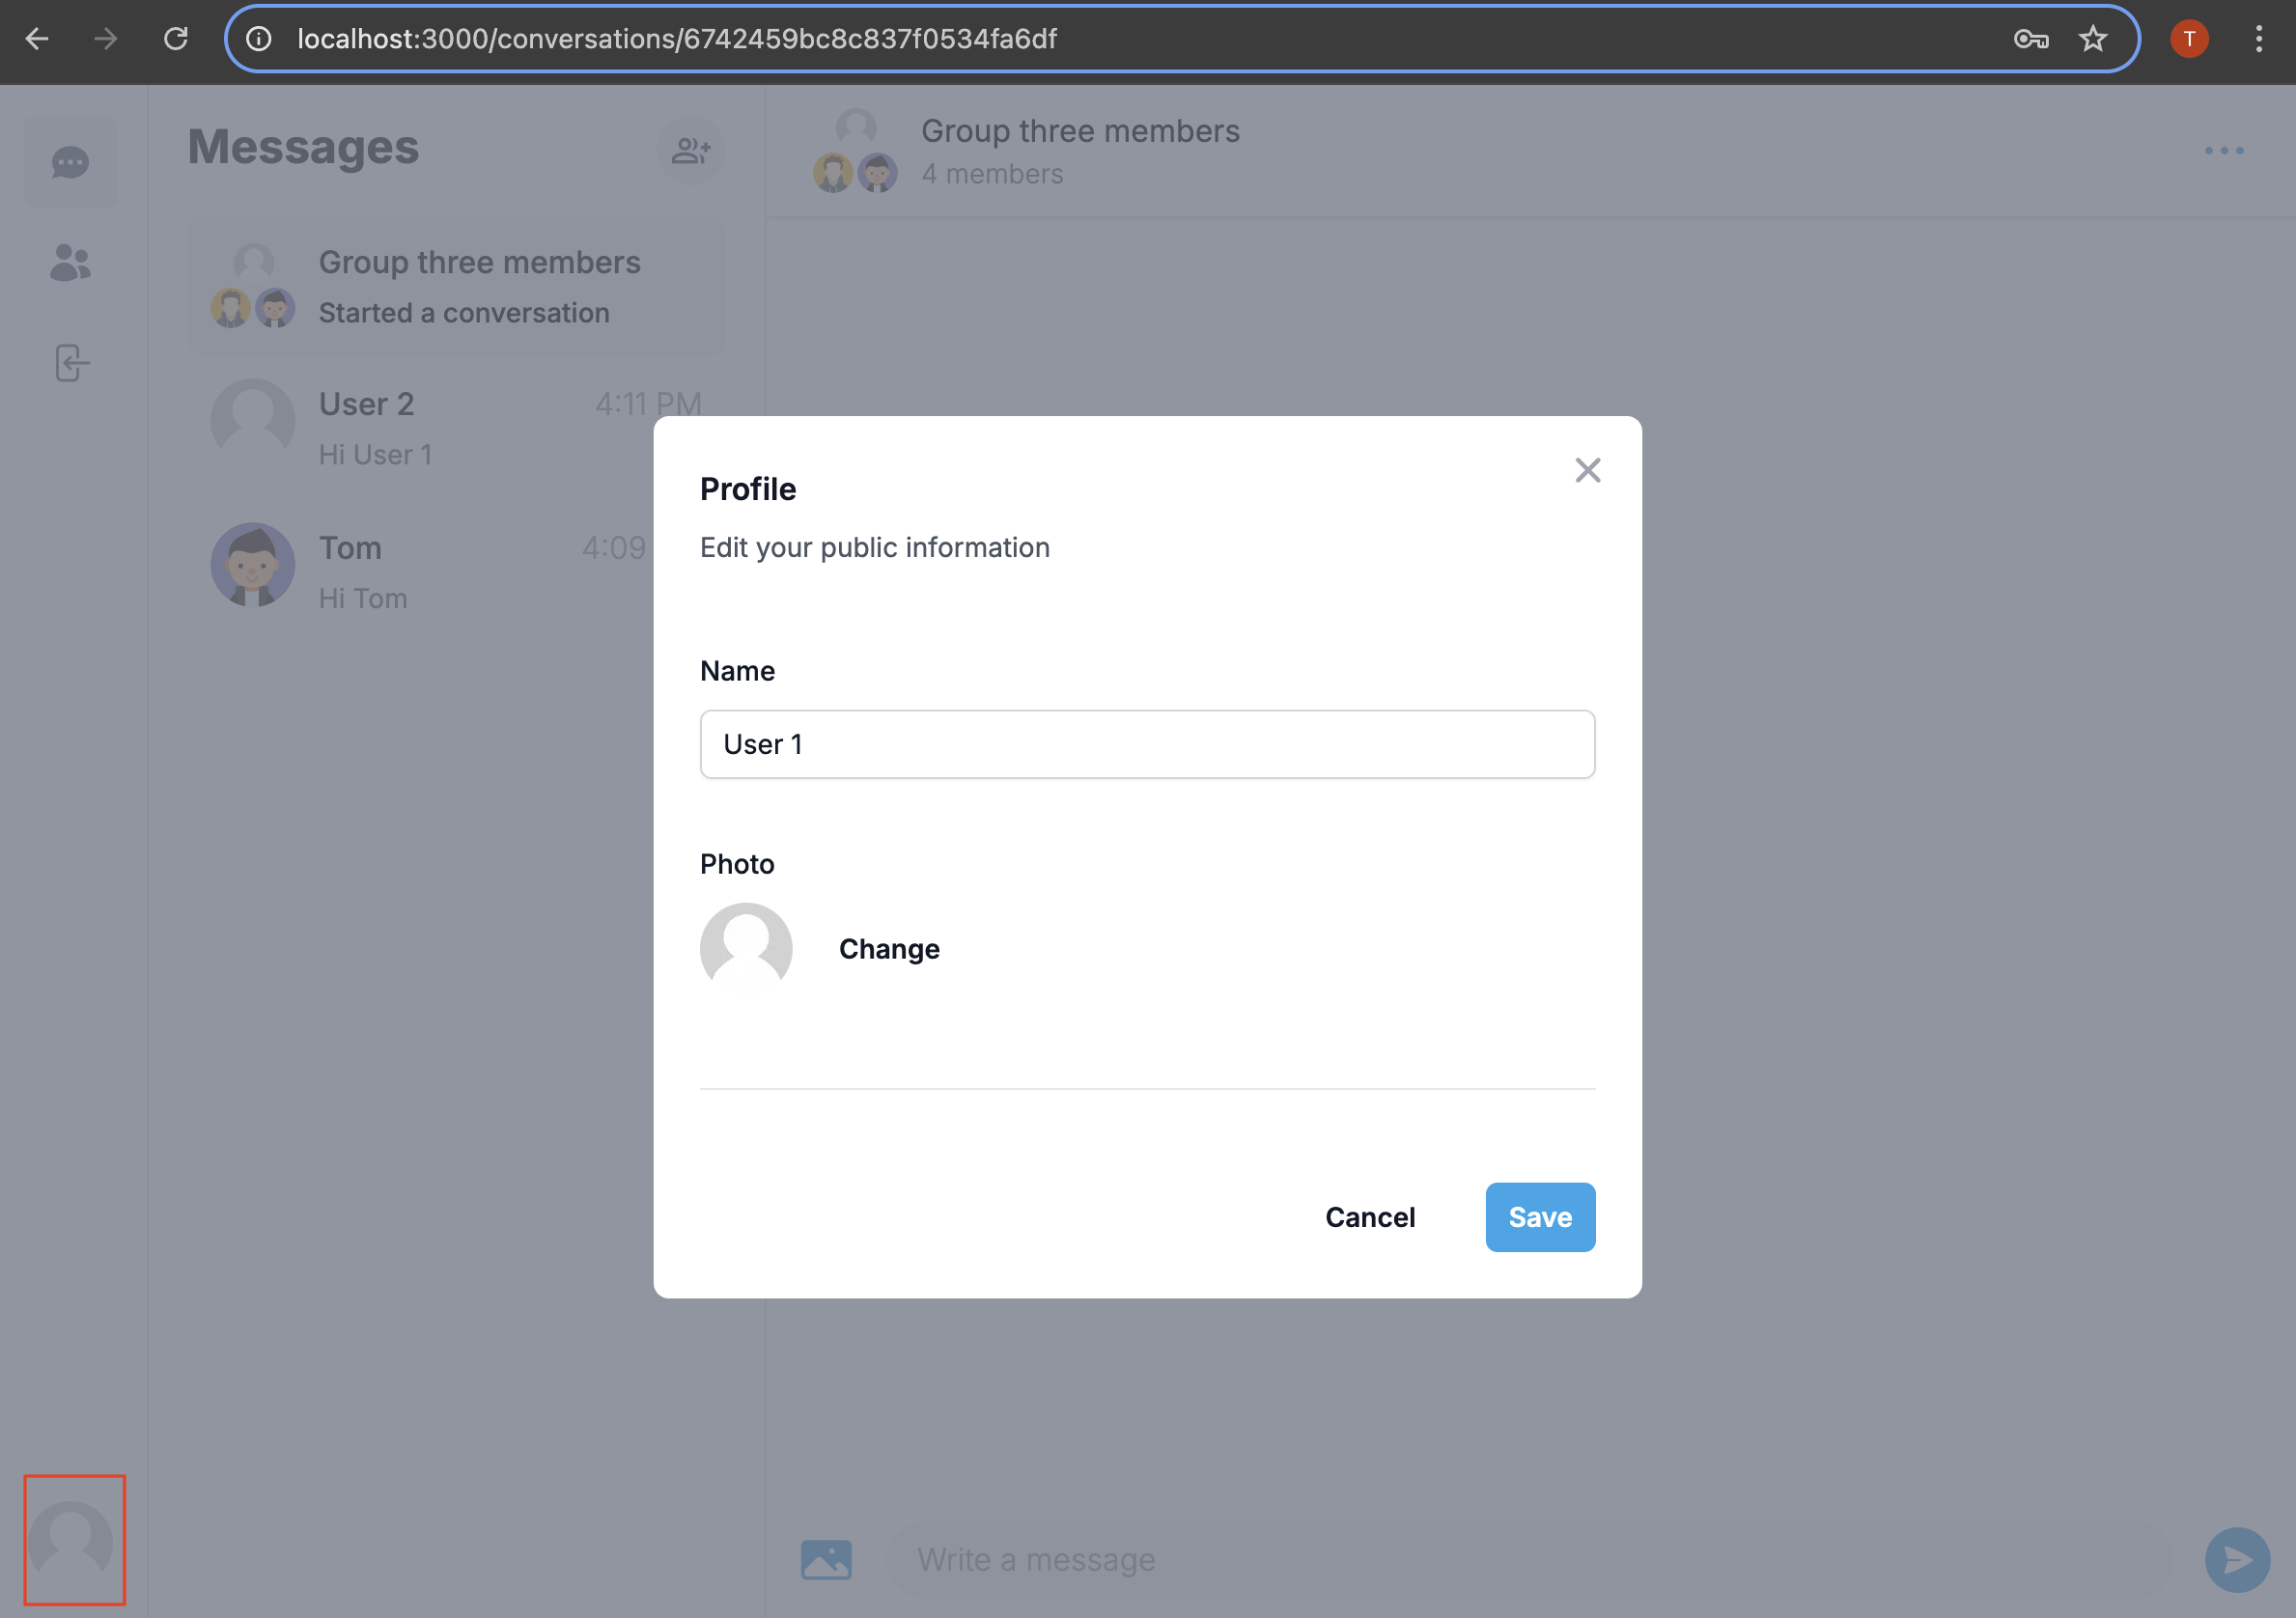 localhost:3000/conversations/6742459bc8c837f0534fa6df
T
Messages
Group three members
4 members
Group three members
Started a conversation
User 2 4:11 PM
Hi User 1
Tom 4:09
Hi Tom
Profile
Edit your public information
Name
User 1
Photo
Change
Cancel Save
Write a message